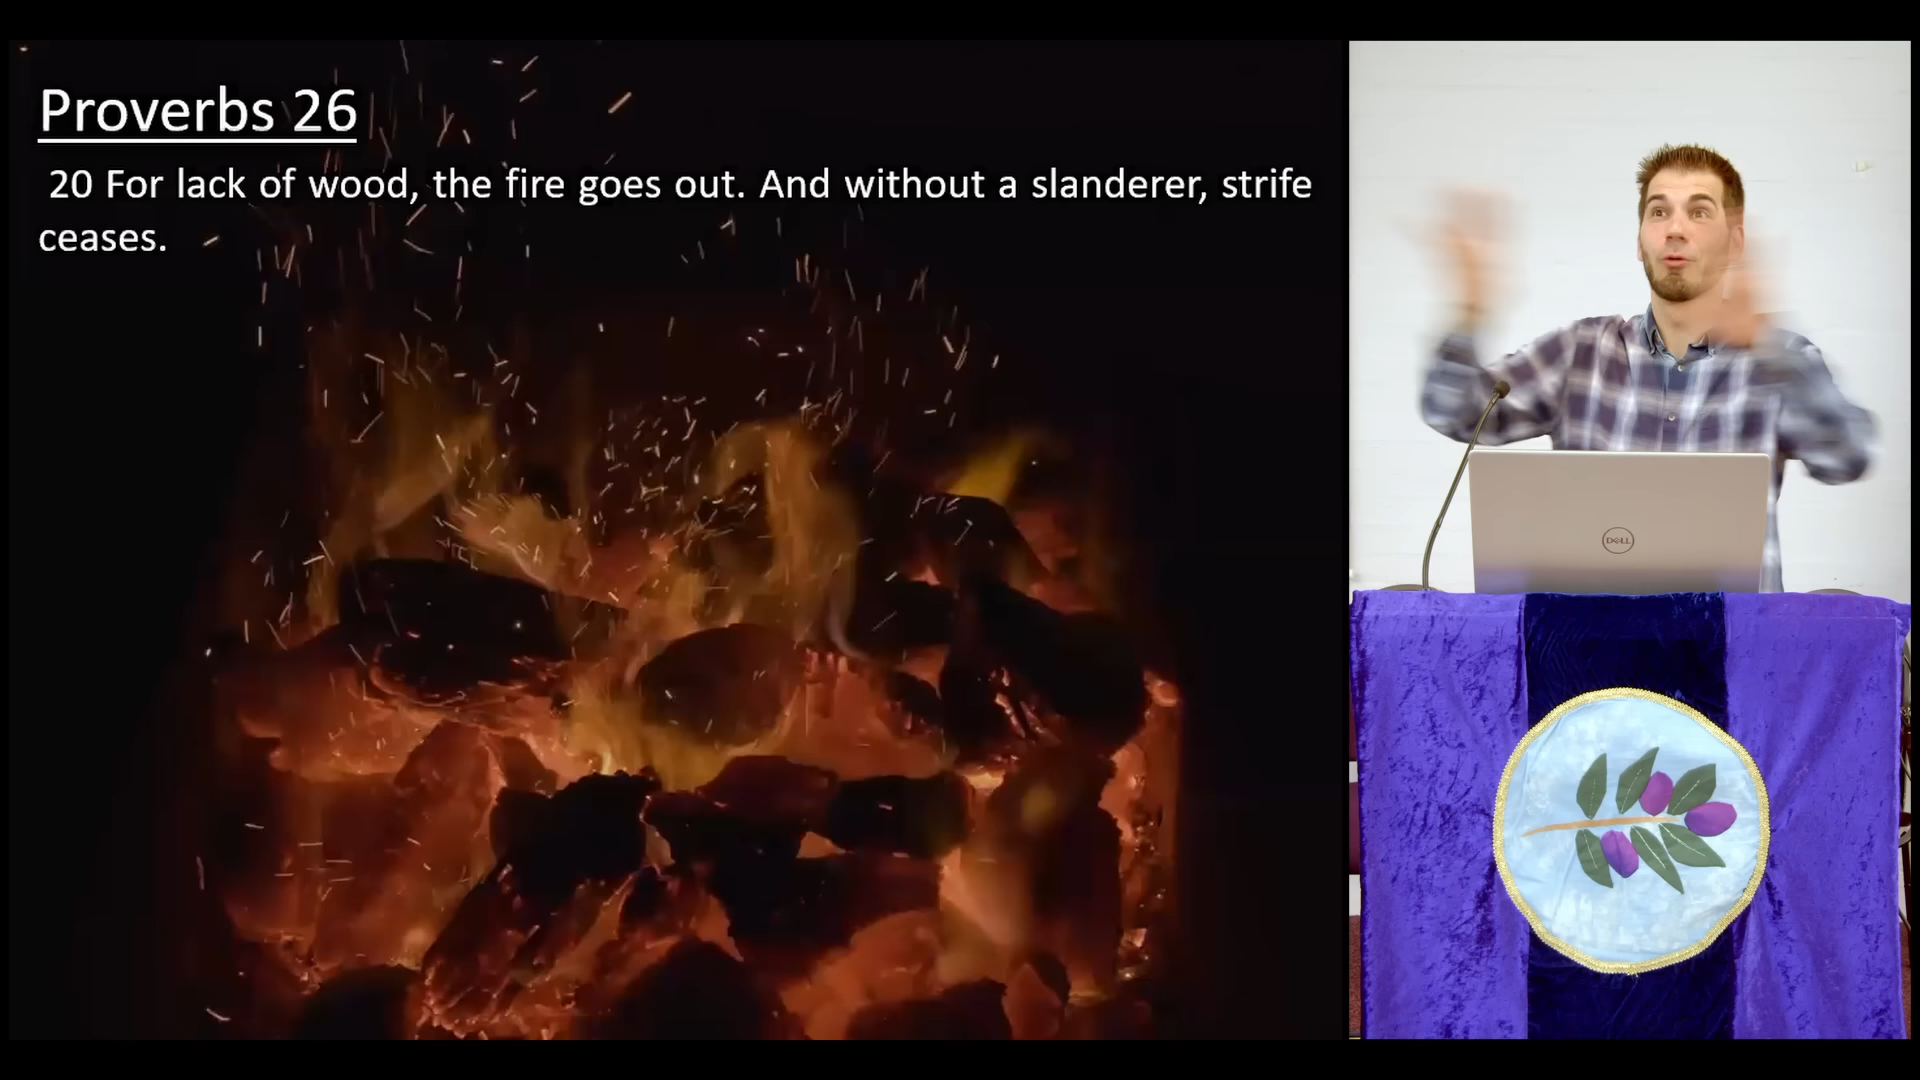 Proverbs 26
20 For lack of wood, the fire goes out. And without a slanderer, strife
ceases.
DELL